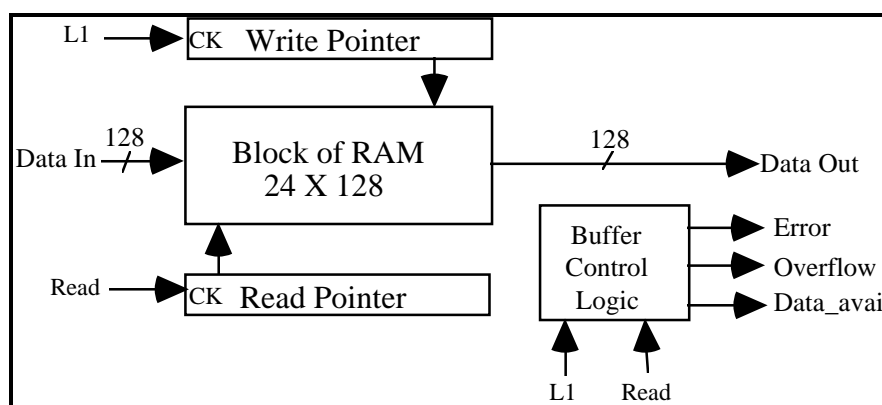 L1
CK Write Pointer
128
Data In
Block of RAM
24 X 128
128
Data Out
Read
CK Read Pointer
Buffer
Control
Logic
Error
Overflow
Data_avai
L1
Read